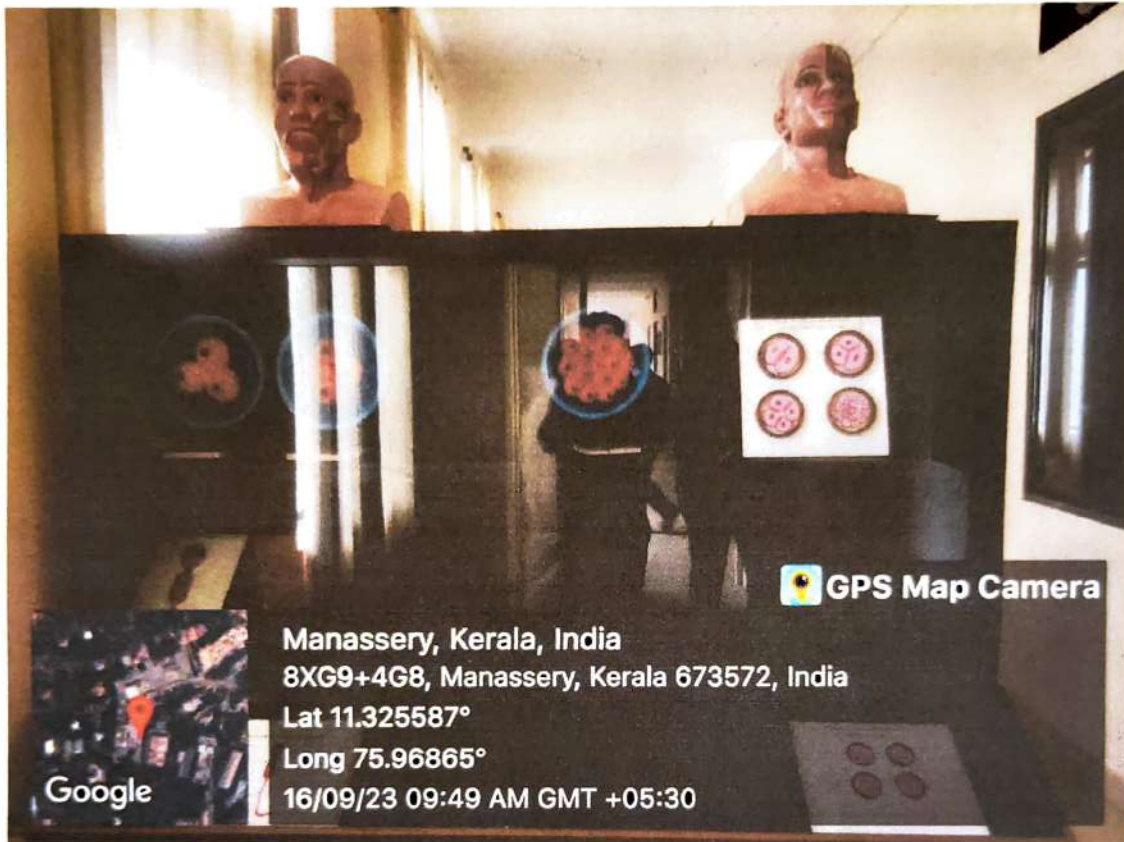 GPS Map Camera
Manassery, Kerala, India
8XG9+4G8, Manassery, Kerala 673572, India
Lat 11.325587°
Long 75.96865°
16/09/23 09:49 AM GMT +05:30
Google